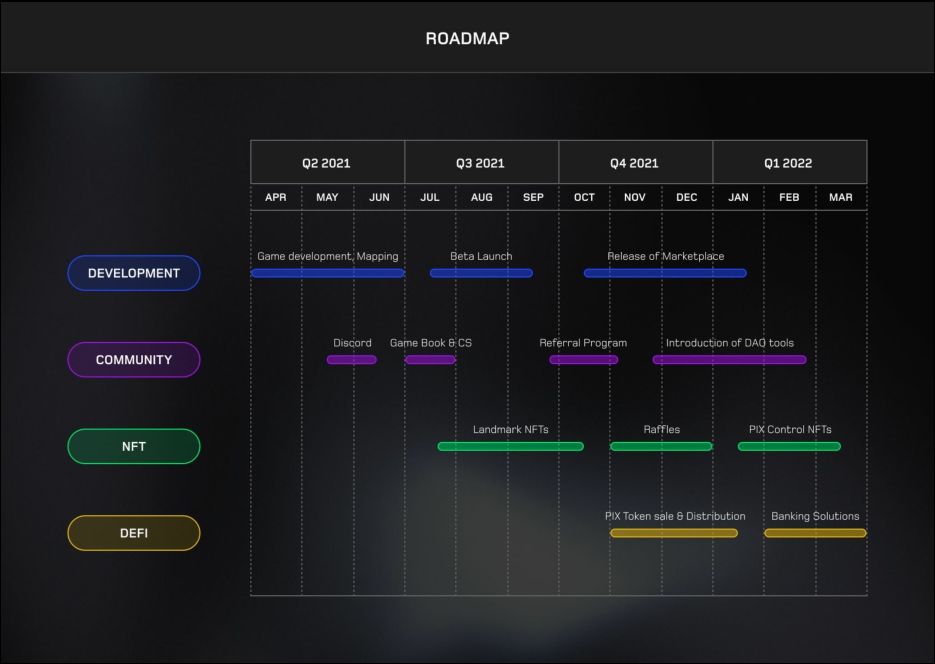 ROADMAP
Q2 2021 Q3 2021 Q4 2021 Q1 2022
APR MAY JUN JUL AUG SEP OCT NOV DEC JAN FEB MAR
Game development, Mapping Beta Launch Release of Marketplace
DEVELOPMENT
Discord Game Book & CS Referral Program Introduction of DAO tools
COMMUNITY
Landmark NFTs Raffles PIX Control NFTs
NFT
PIX Token sale & Distribution Banking Solutions
DEFI